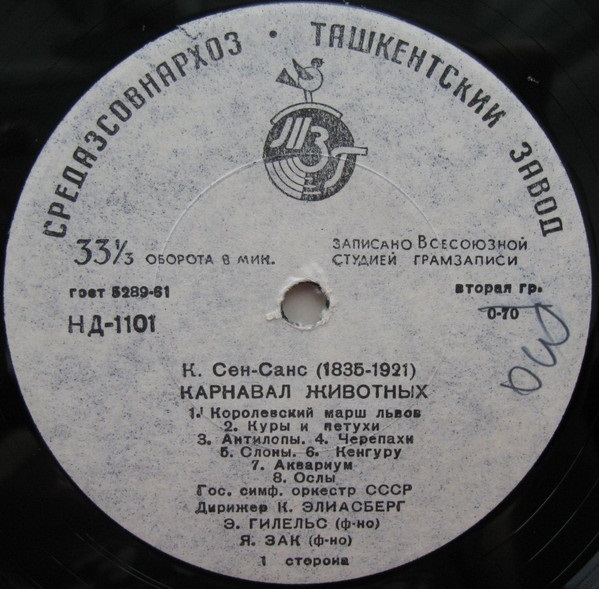 СРЕДАЗСОВНАРХОЗ • ТАШКЕНТСКИЙ ЗАВОД
ТЗГ
33⅓ ОБОРОТА В МИН.
ЗАПИСАНО ВСЕСОЮЗНОЙ
СТУДИЕЙ ГРАМЗАПИСИ
ГОСТ 5289-61
вторая гр.
НД-1101
0-70
К. Сен-Санс (1835-1921)
КАРНАВАЛ ЖИВОТНЫХ
1. Королевский марш львов
2. Куры и петухи
3. Антилопы. 4. Черепахи
5. Слоны. 6. Кенгуру
7. Аквариум
8. Ослы
Гос. симф. оркестр СССР
Дирижер К. ЭЛИАСБЕРГ
Э. ГИЛЕЛЬС (ф-но)
Я. ЗАК (ф-но)
1 сторона